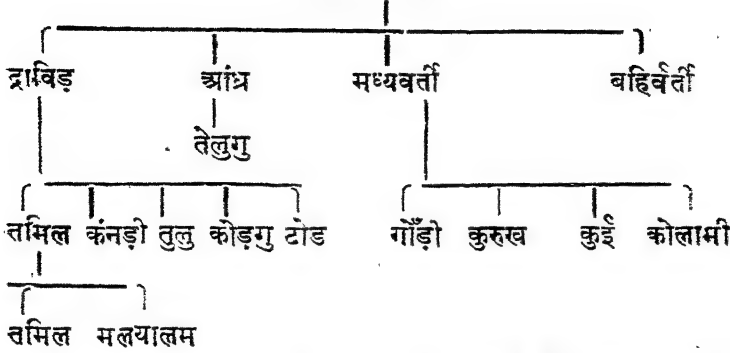 द्राविड़ आंध्र मध्यवर्ती बहिर्वर्ती
तेलुगु
तमिल कंनड़ी तुलु कोड़गु टोड गोंड़ी कुरुख कुई कोलामी
तमिल मलयालम